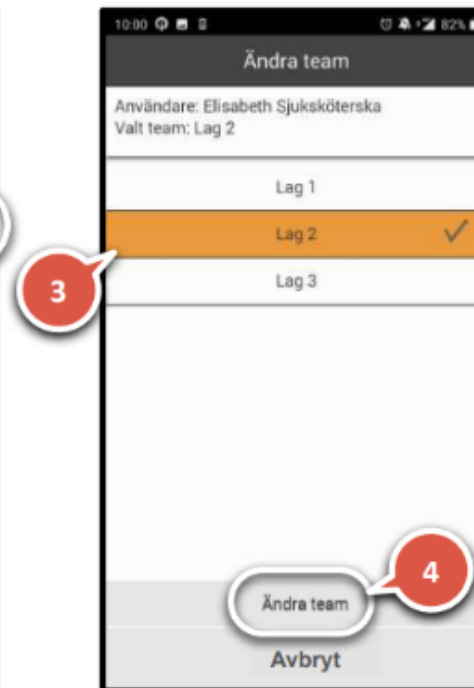 10:00 82%
Ändra team
Användare: Elisabeth Sjuksköterska
Valt team: Lag 2
Lag 1
Lag 2
3
Lag 3
4
Ändra team
Avbryt